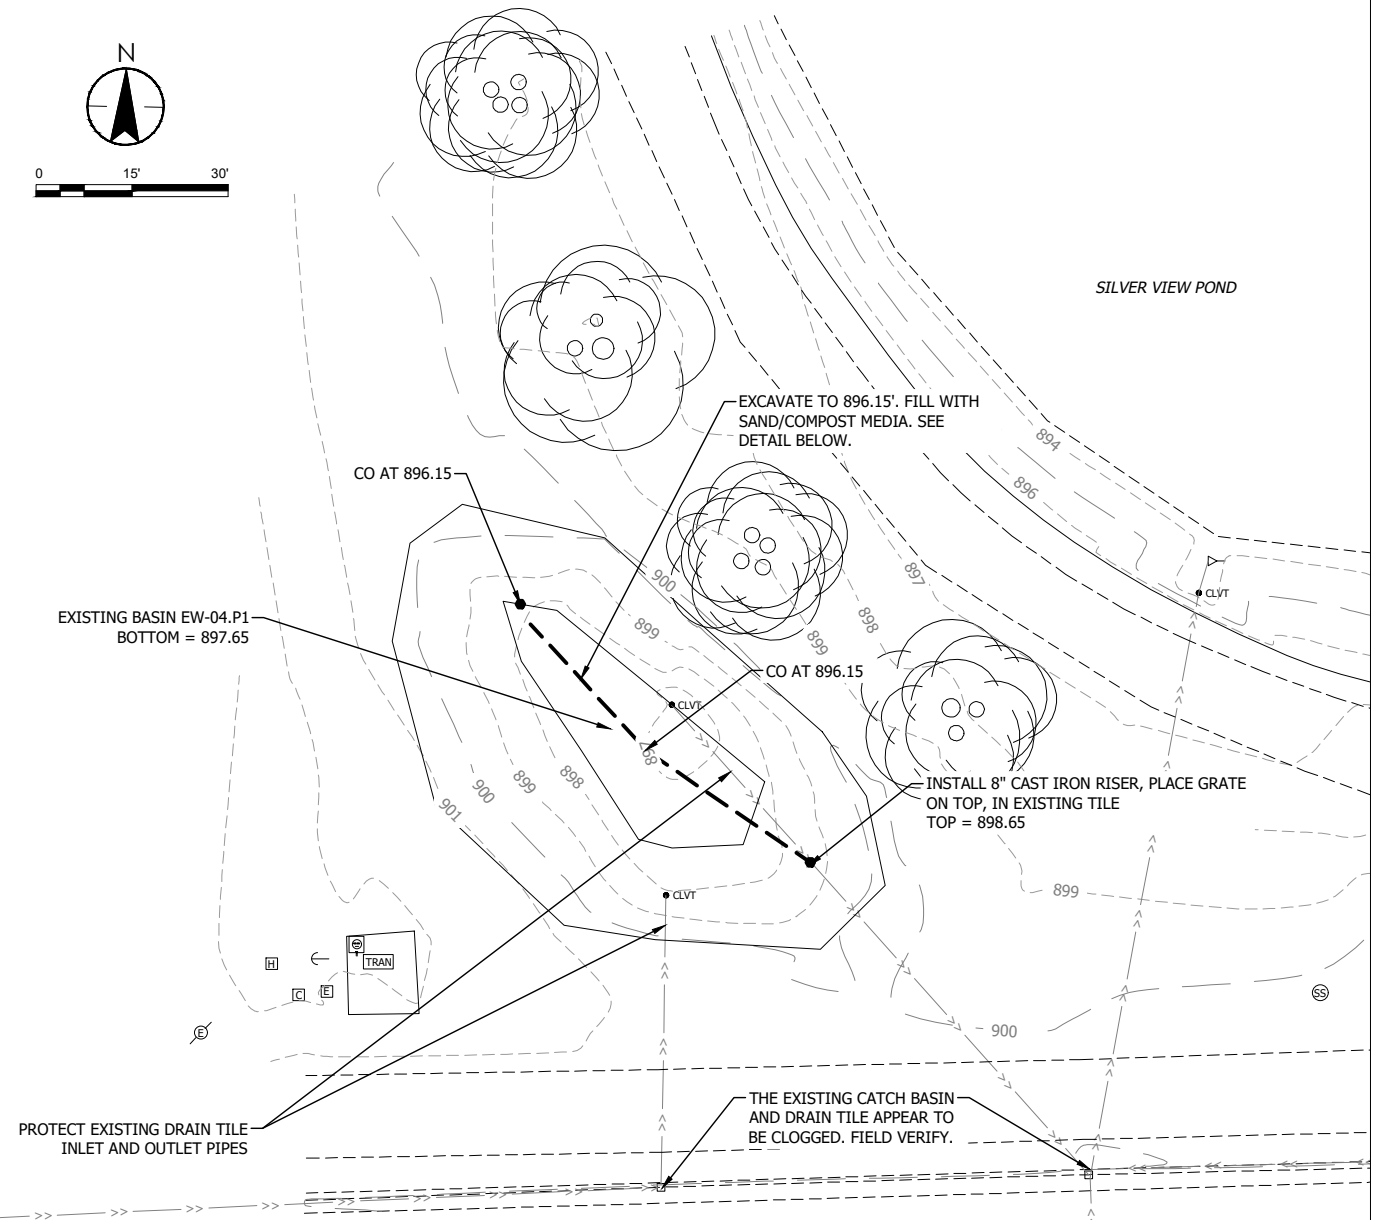 N
0 15' 30'
SILVER VIEW POND
EXCAVATE TO 896.15'. FILL WITH
SAND/COMPOST MEDIA. SEE
DETAIL BELOW.
894
CO AT 896.15
896
897
900
CLVT
EXISTING BASIN EW-04.P1
BOTTOM = 897.65
899
898
899
CO AT 896.15
CLVT
897
898
899
900
901
INSTALL 8" CAST IRON RISER, PLACE GRATE
ON TOP, IN EXISTING TILE
TOP = 898.65
CLVT
899
TRAN
H
C
E
E
SS
900
PROTECT EXISTING DRAIN TILE
INLET AND OUTLET PIPES
THE EXISTING CATCH BASIN
AND DRAIN TILE APPEAR TO
BE CLOGGED. FIELD VERIFY.